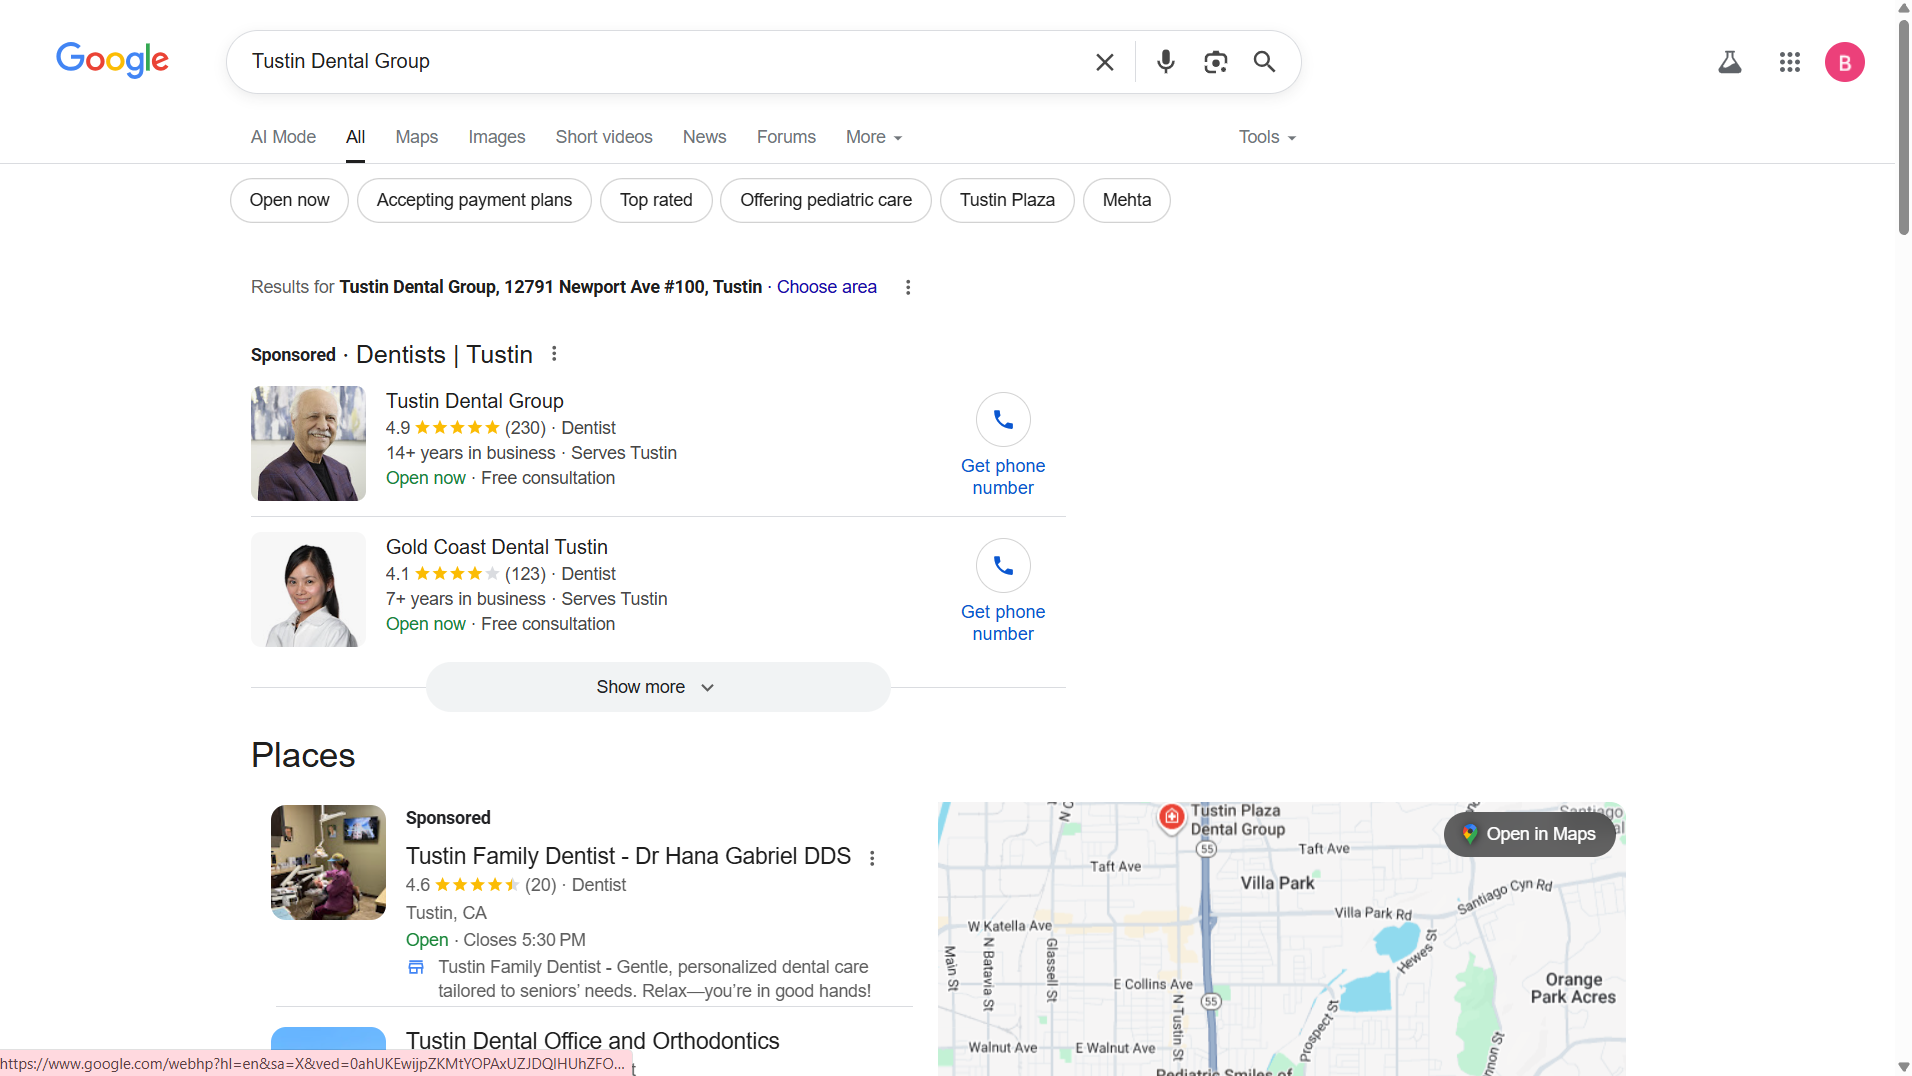 Google
Tustin Dental Group
B
AI Mode
All
Maps
Images
Short videos
News
Forums
More
Tools
Open now
Accepting payment plans
Top rated
Offering pediatric care
Tustin Plaza
Mehta
Results for Tustin Dental Group, 12791 Newport Ave #100, Tustin · Choose area
Sponsored · Dentists | Tustin
Tustin Dental Group
4.9 (230) · Dentist
14+ years in business · Serves Tustin
Open now · Free consultation
Get phone
number
Gold Coast Dental Tustin
4.1 (123) · Dentist
7+ years in business · Serves Tustin
Open now · Free consultation
Get phone
number
Show more
Places
Sponsored
Tustin Family Dentist - Dr Hana Gabriel DDS
4.6 (20) · Dentist
Tustin, CA
Open · Closes 5:30 PM
Tustin Family Dentist - Gentle, personalized dental care
tailored to seniors’ needs. Relax—you’re in good hands!
Tustin Dental Office and Orthodontics
https://www.google.com/webhp?hl=en&sa=X&ved=0ahUKEwijpZKMtYOPAxUZJDQIHUhZFO...
Tustin Plaza
Dental Group
Santiago
Open in Maps
55
Taft Ave
Taft Ave
Villa Park
Santiago Cyn Rd
Villa Park Rd
W Katella Ave
Main St
N Batavia St
Glassell St
Hewes St
E Collins Ave
Orange
Park Acres
55
N Tustin St
Prospect St
Walnut Ave
E Walnut Ave
Pediatric Smiles of